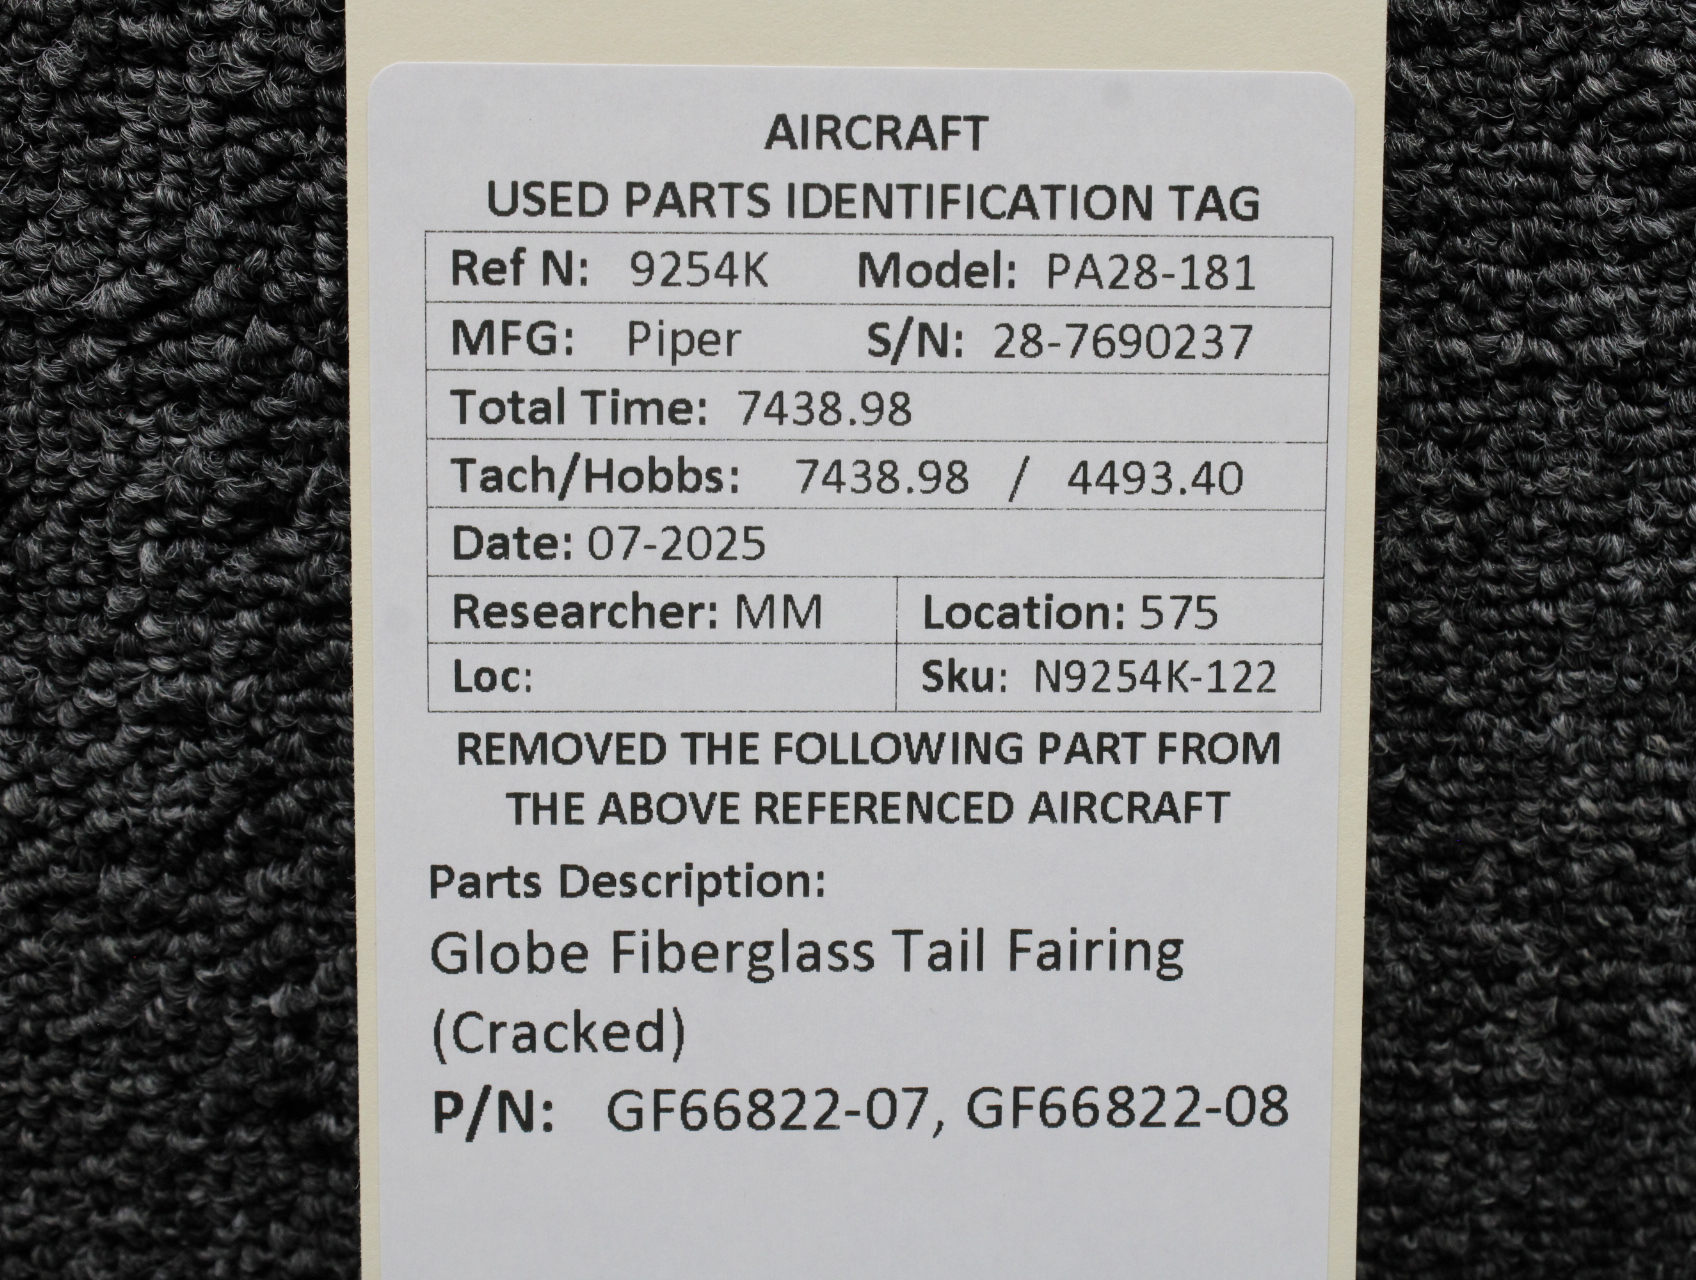 AIRCRAFT
USED PARTS IDENTIFICATION TAG
Ref N: 9254K Model: PA28-181
MFG: Piper S/N: 28-7690237
Total Time: 7438.98
Tach/Hobbs: 7438.98 / 4493.40
Date: 07-2025
Researcher: MM Location: 575
Loc: Sku: N9254K-122
REMOVED THE FOLLOWING PART FROM
THE ABOVE REFERENCED AIRCRAFT
Parts Description:
Globe Fiberglass Tail Fairing
(Cracked)
P/N: GF66822-07, GF66822-08